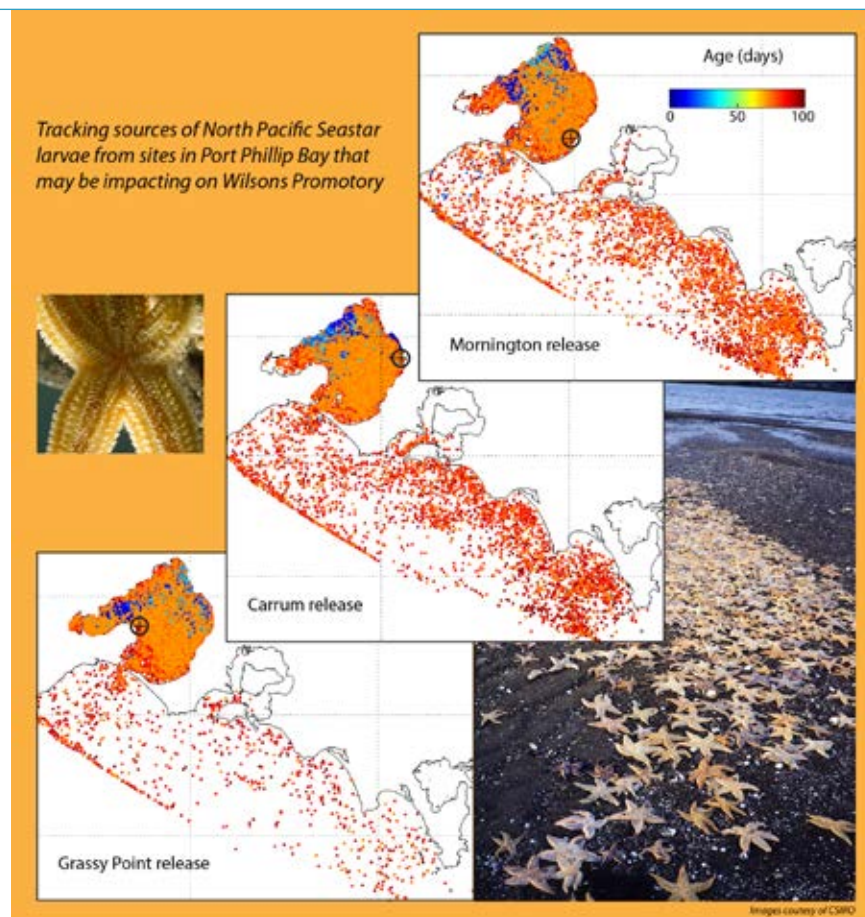 Tracking sources of North Pacific Seastar
larvae from sites in Port Phillip Bay that
may be impacting on Wilsons Promotory
Age (days)
0 50 100
Mornington release
Carrum release
Grassy Point release
Images coutesy of CSIRO